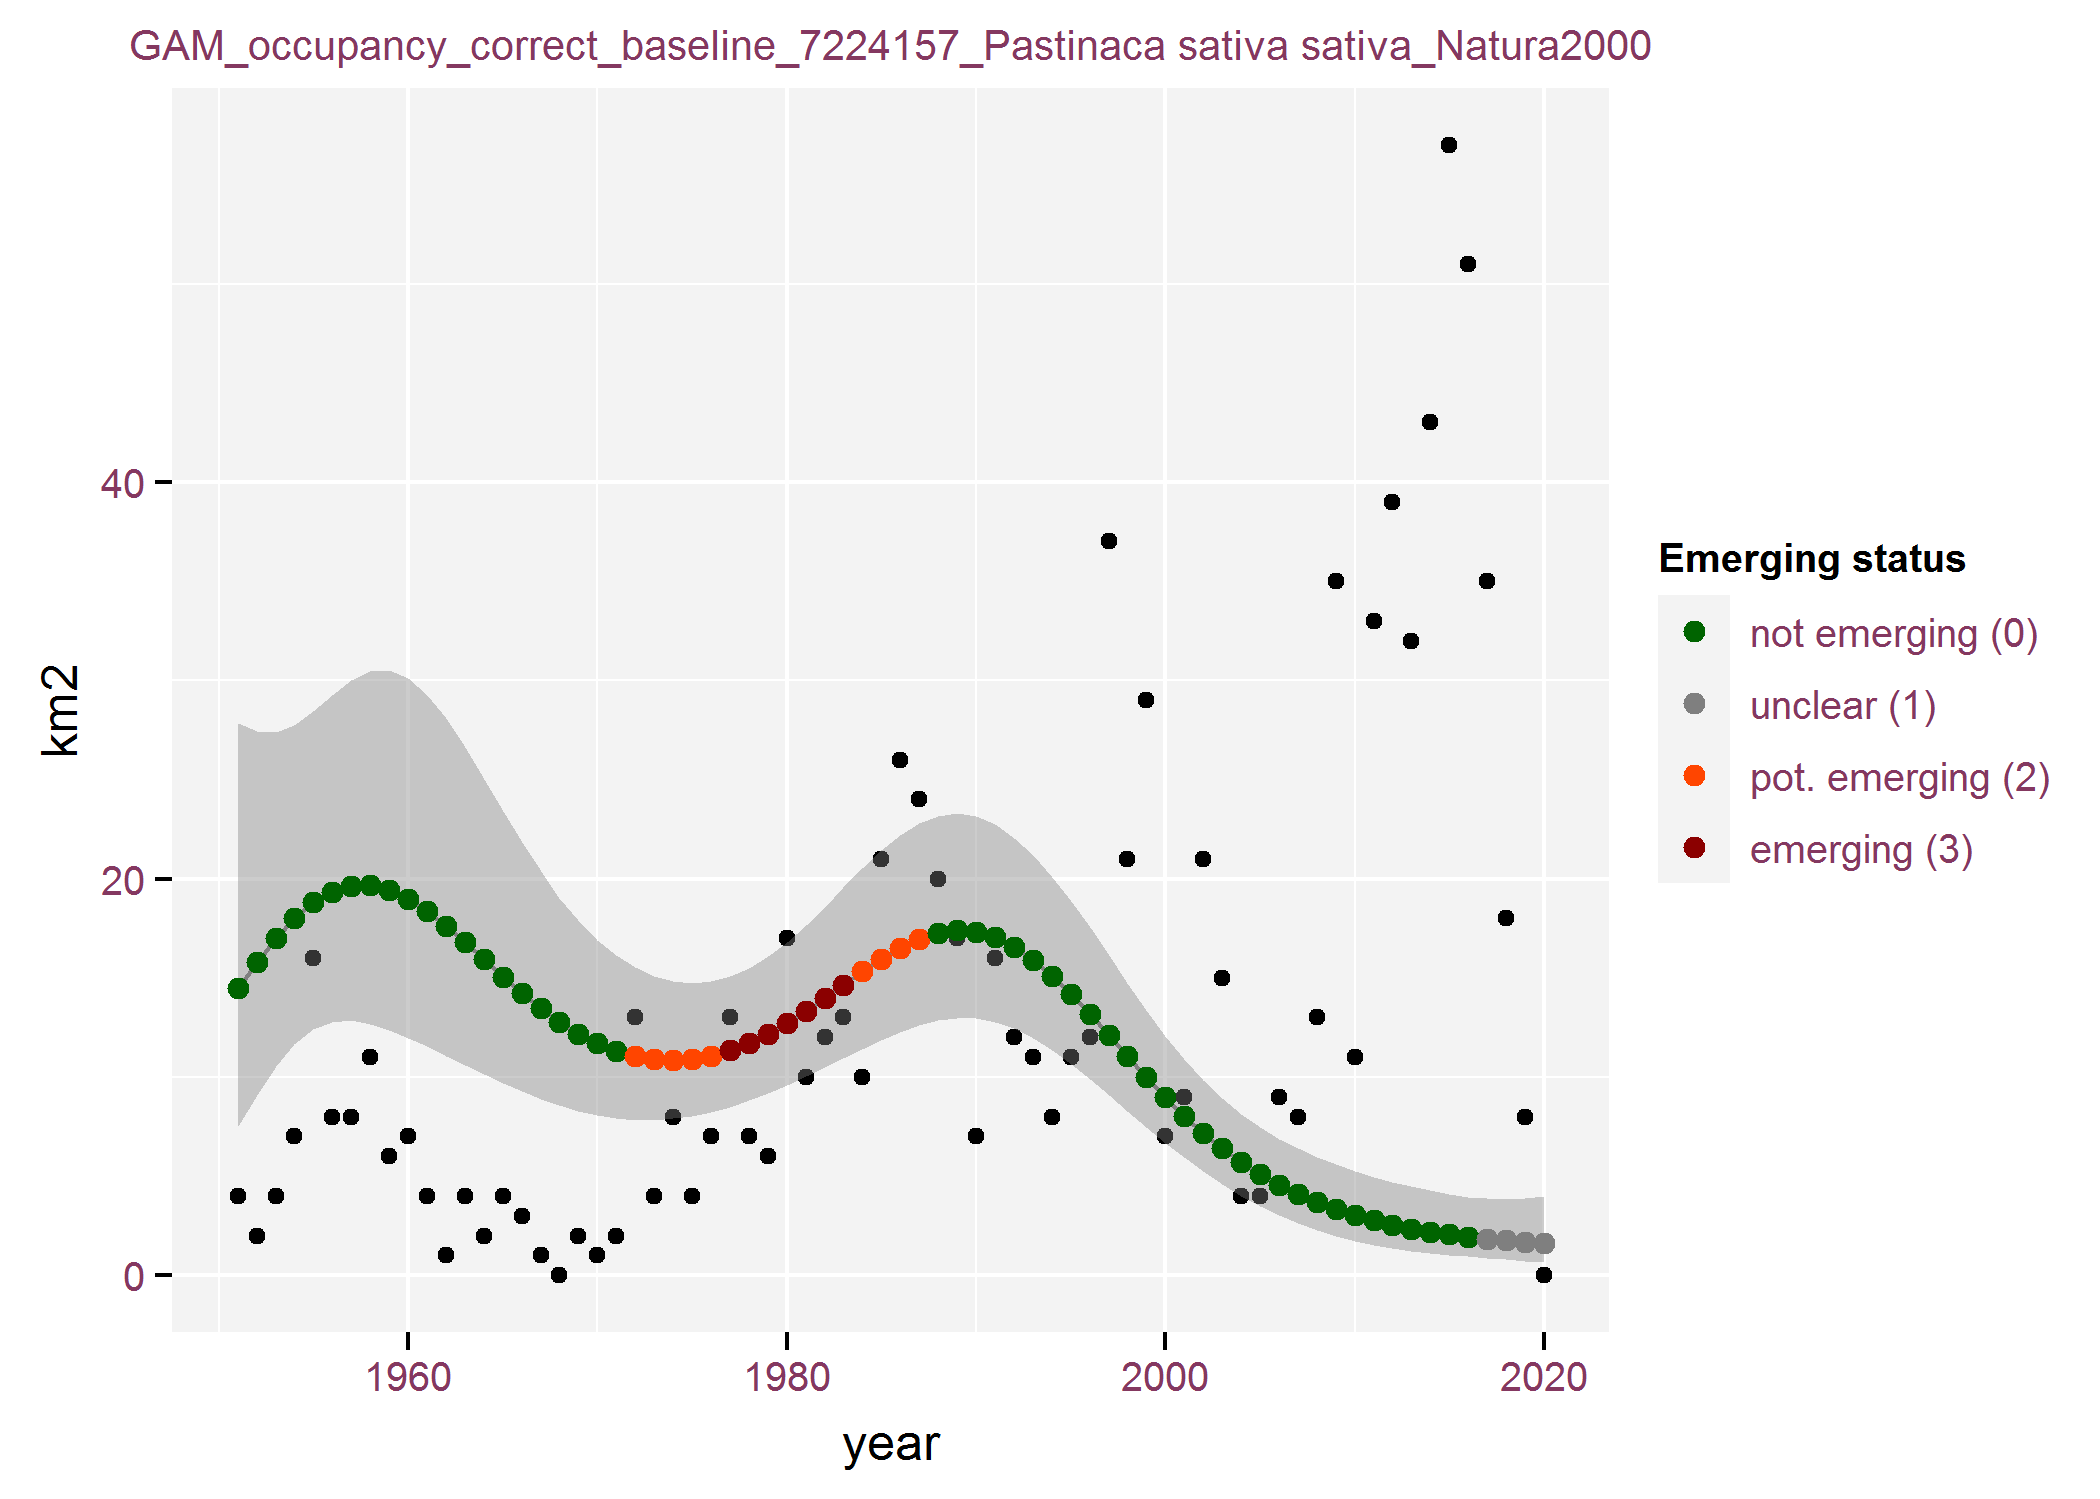 GAM_occupancy_correct_baseline_7224157_Pastinaca sativa sativa_Natura2000
40
20
0
km2
1960
1980
2000
2020
year
Emerging status
not emerging (0)
unclear (1)
pot. emerging (2)
emerging (3)